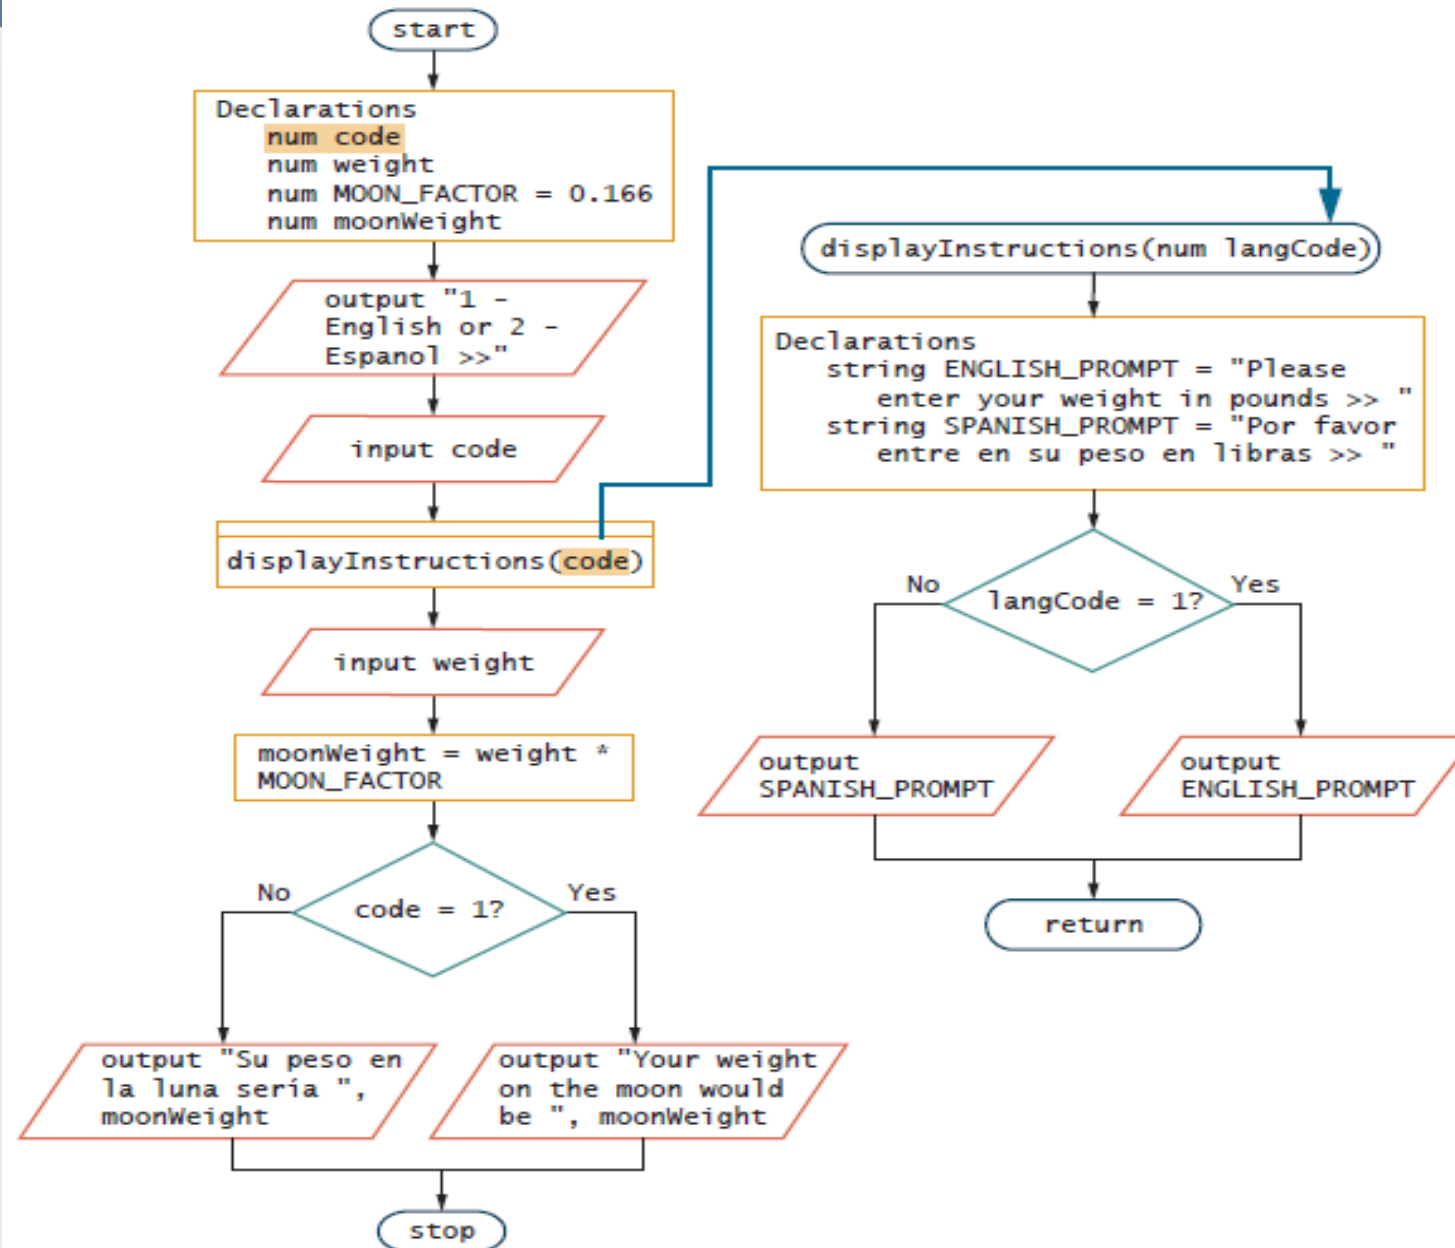 start
Declarations
num code
num weight
num MOON_FACTOR = 0.166
num moonWeight
output "1 -
English or 2 -
Espanol >>"
input code
displayInstructions(code)
input weight
moonWeight = weight *
MOON_FACTOR
code = 1?
No
Yes
output "Su peso en
la luna sería ",
moonWeight
output "Your weight
on the moon would
be ", moonWeight
stop
displayInstructions(num langCode)
Declarations
string ENGLISH_PROMPT = "Please
enter your weight in pounds >> "
string SPANISH_PROMPT = "Por favor
entre en su peso en libras >> "
langCode = 1?
No
Yes
output
SPANISH_PROMPT
output
ENGLISH_PROMPT
return